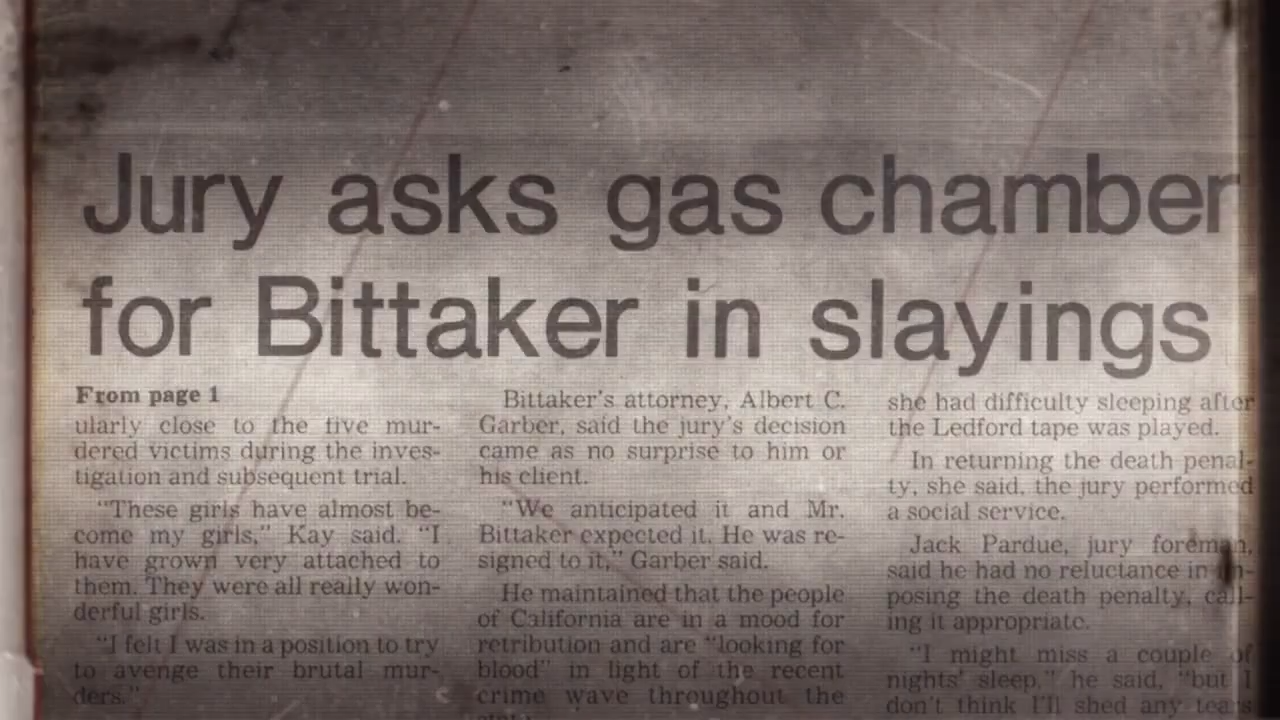 Jury asks gas chamber
for Bittaker in slayings
From page 1
ularly close to the five mur-
dered victims during the inves-
tigation and subsequent trial.
"These girls have almost be-
come my girls," Kay said. "I
have grown very attached to
them. They were all really won-
derful girls.
"I felt I was in a position to try
to avenge their brutal mur-
ders."
Bittaker's attorney, Albert C.
Garber, said the jury's decision
came as no surprise to him or
his client.
"We anticipated it and Mr.
Bittaker expected it. He was re-
signed to it," Garber said.
He maintained that the people
of California are in a mood for
retribution and are "looking for
blood" in light of the recent
crime wave throughout the
she had difficulty sleeping after
the Ledford tape was played.
In returning the death penal-
ty, she said, the jury performed
a social service.
Jack Pardue, jury foreman,
said he had no reluctance in im-
posing the death penalty, call-
ing it appropriate.
"I might miss a couple of
nights' sleep," he said, "but I
don't think I'll shed any tears